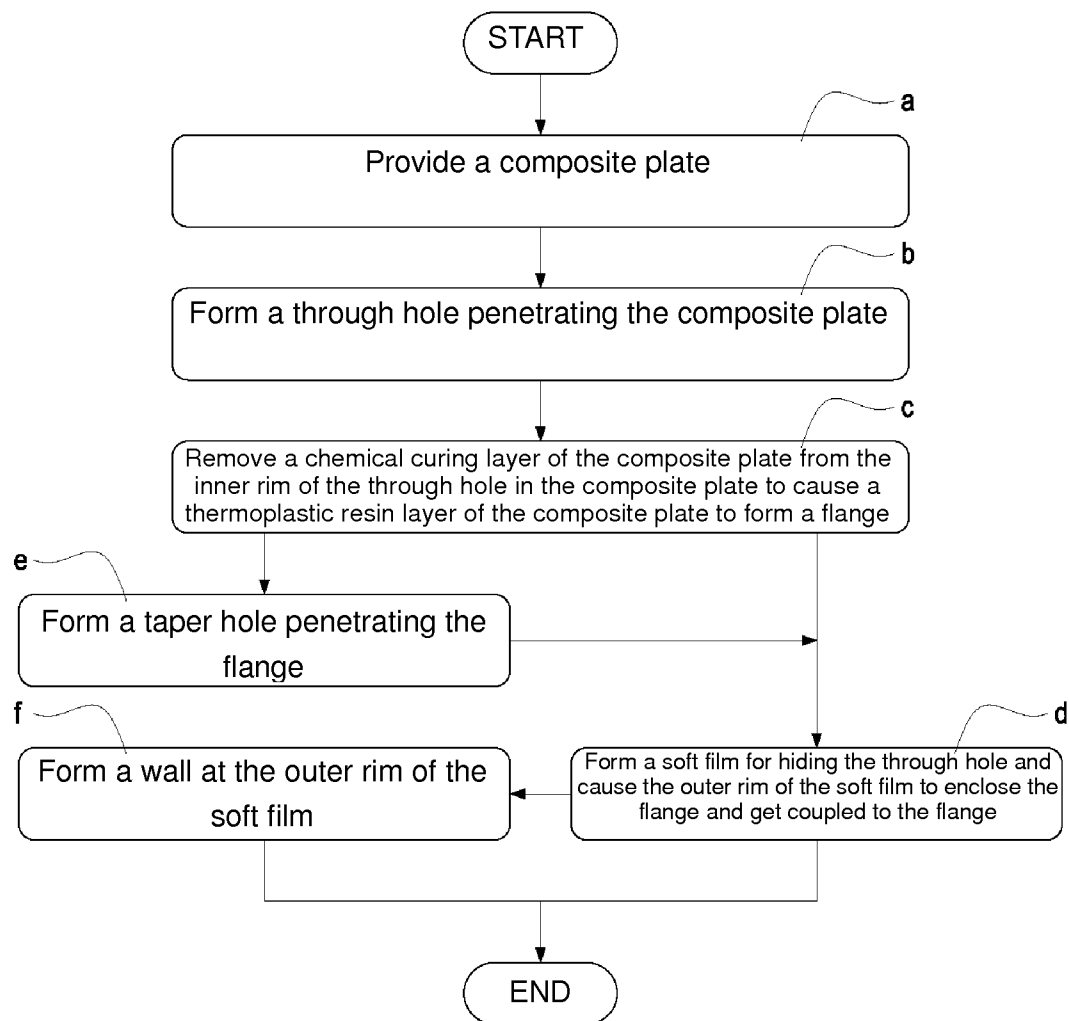 START
a
Provide a composite plate
b
Form a through hole penetrating the composite plate
c
Remove a chemical curing layer of the composite plate from the
inner rim of the through hole in the composite plate to cause a
thermoplastic resin layer of the composite plate to form a flange
e
Form a taper hole penetrating the
flange
f
Form a wall at the outer rim of the
soft film
d
Form a soft film for hiding the through hole and
cause the outer rim of the soft film to enclose the
flange and get coupled to the flange
END